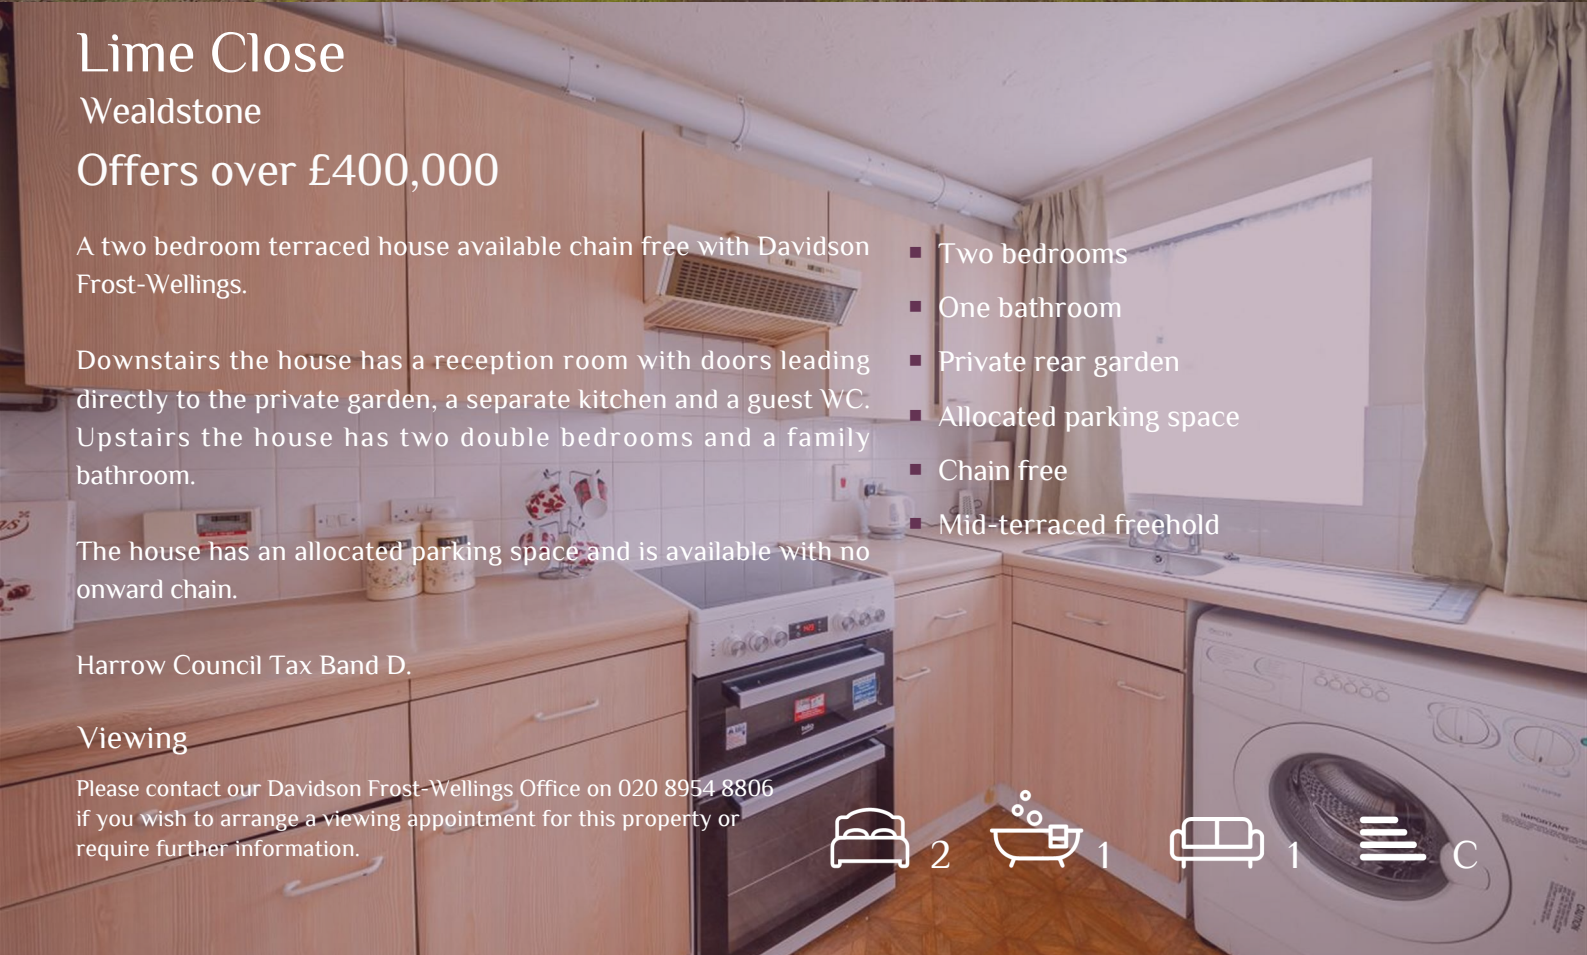 Lime Close
Wealdstone
Offers over £400,000
A two bedroom terraced house available chain free with Davidson
Frost-Wellings.
Downstairs the house has a reception room with doors leading
directly to the private garden, a separate kitchen and a guest WC.
Upstairs the house has two double bedrooms and a family
bathroom.
The house has an allocated parking space and is available with no
onward chain.
Harrow Council Tax Band D.
Viewing
Please contact our Davidson Frost-Wellings Office on 020 8954 8806
if you wish to arrange a viewing appointment for this property or
require further information.
Two bedrooms
One bathroom
Private rear garden
Allocated parking space
Chain free
Mid-terraced freehold
2 1 1 C
beko
IMPORTANT
CAUTION